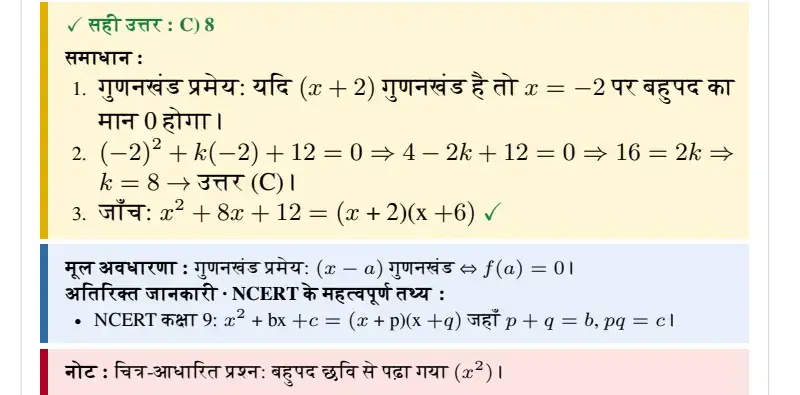 ✓ सही उत्तर : C) 8
समाधान :
1. गुणनखंड प्रमेय: यदि (x + 2) गुणनखंड है तो x = −2 पर बहुपद का
मान 0 होगा।
2. (−2)² + k(−2) + 12 = 0 ⇒ 4 − 2k + 12 = 0 ⇒ 16 = 2k ⇒
k = 8 → उत्तर (C)।
3. जाँच: x² + 8x + 12 = (x + 2)(x +6) ✓
मूल अवधारणा : गुणनखंड प्रमेय: (x − a) गुणनखंड ⇔ f(a) = 0।
अतिरिक्त जानकारी · NCERT के महत्वपूर्ण तथ्य :
• NCERT कक्षा 9: x² + bx +c = (x + p)(x +q) जहाँ p + q = b, pq = c।
नोट : चित्र-आधारित प्रश्न: बहुपद छवि से पढ़ा गया (x²)।